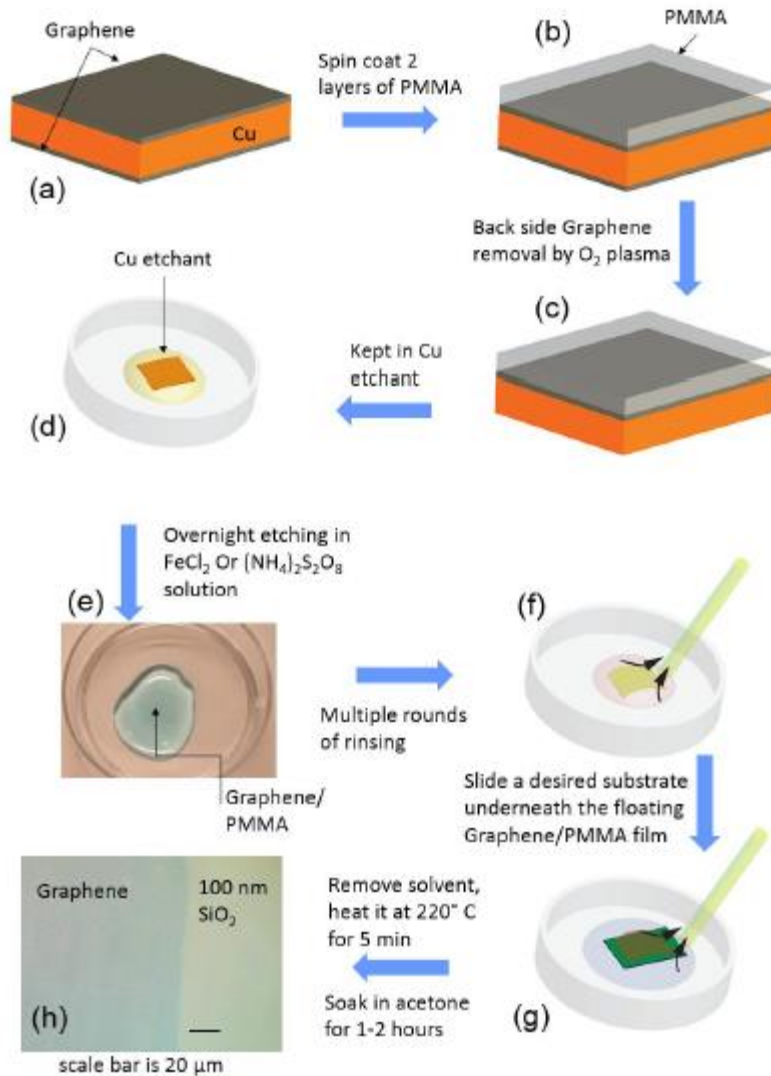 Graphene
Cu
(a)
Spin coat 2
layers of PMMA
(b)
PMMA
Back side Graphene
removal by O₂ plasma
(c)
Kept in Cu
etchant
Cu etchant
(d)
Overnight etching in
FeCl₂ Or (NH₄)₂S₂O₈
solution
(e)
Graphene/
PMMA
Multiple rounds
of rinsing
(f)
Slide a desired substrate
underneath the floating
Graphene/PMMA film
(g)
Remove solvent,
heat it at 220° C
for 5 min
Soak in acetone
for 1-2 hours
Graphene
100 nm
SiO₂
(h)
scale bar is 20 μm